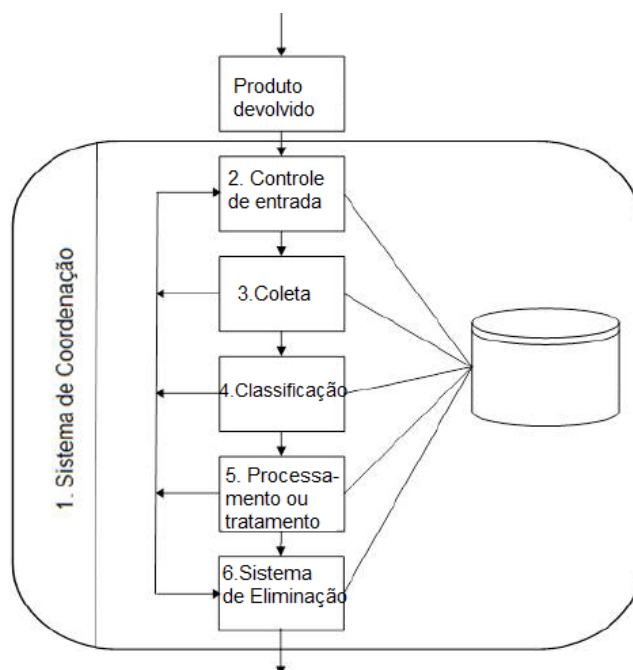 Produto
devolvido
1. Sistema de Coordenação
2. Controle
de entrada
3.Coleta
4.Classificação
5. Processa-
mento ou
tratamento
6.Sistema
de Eliminação